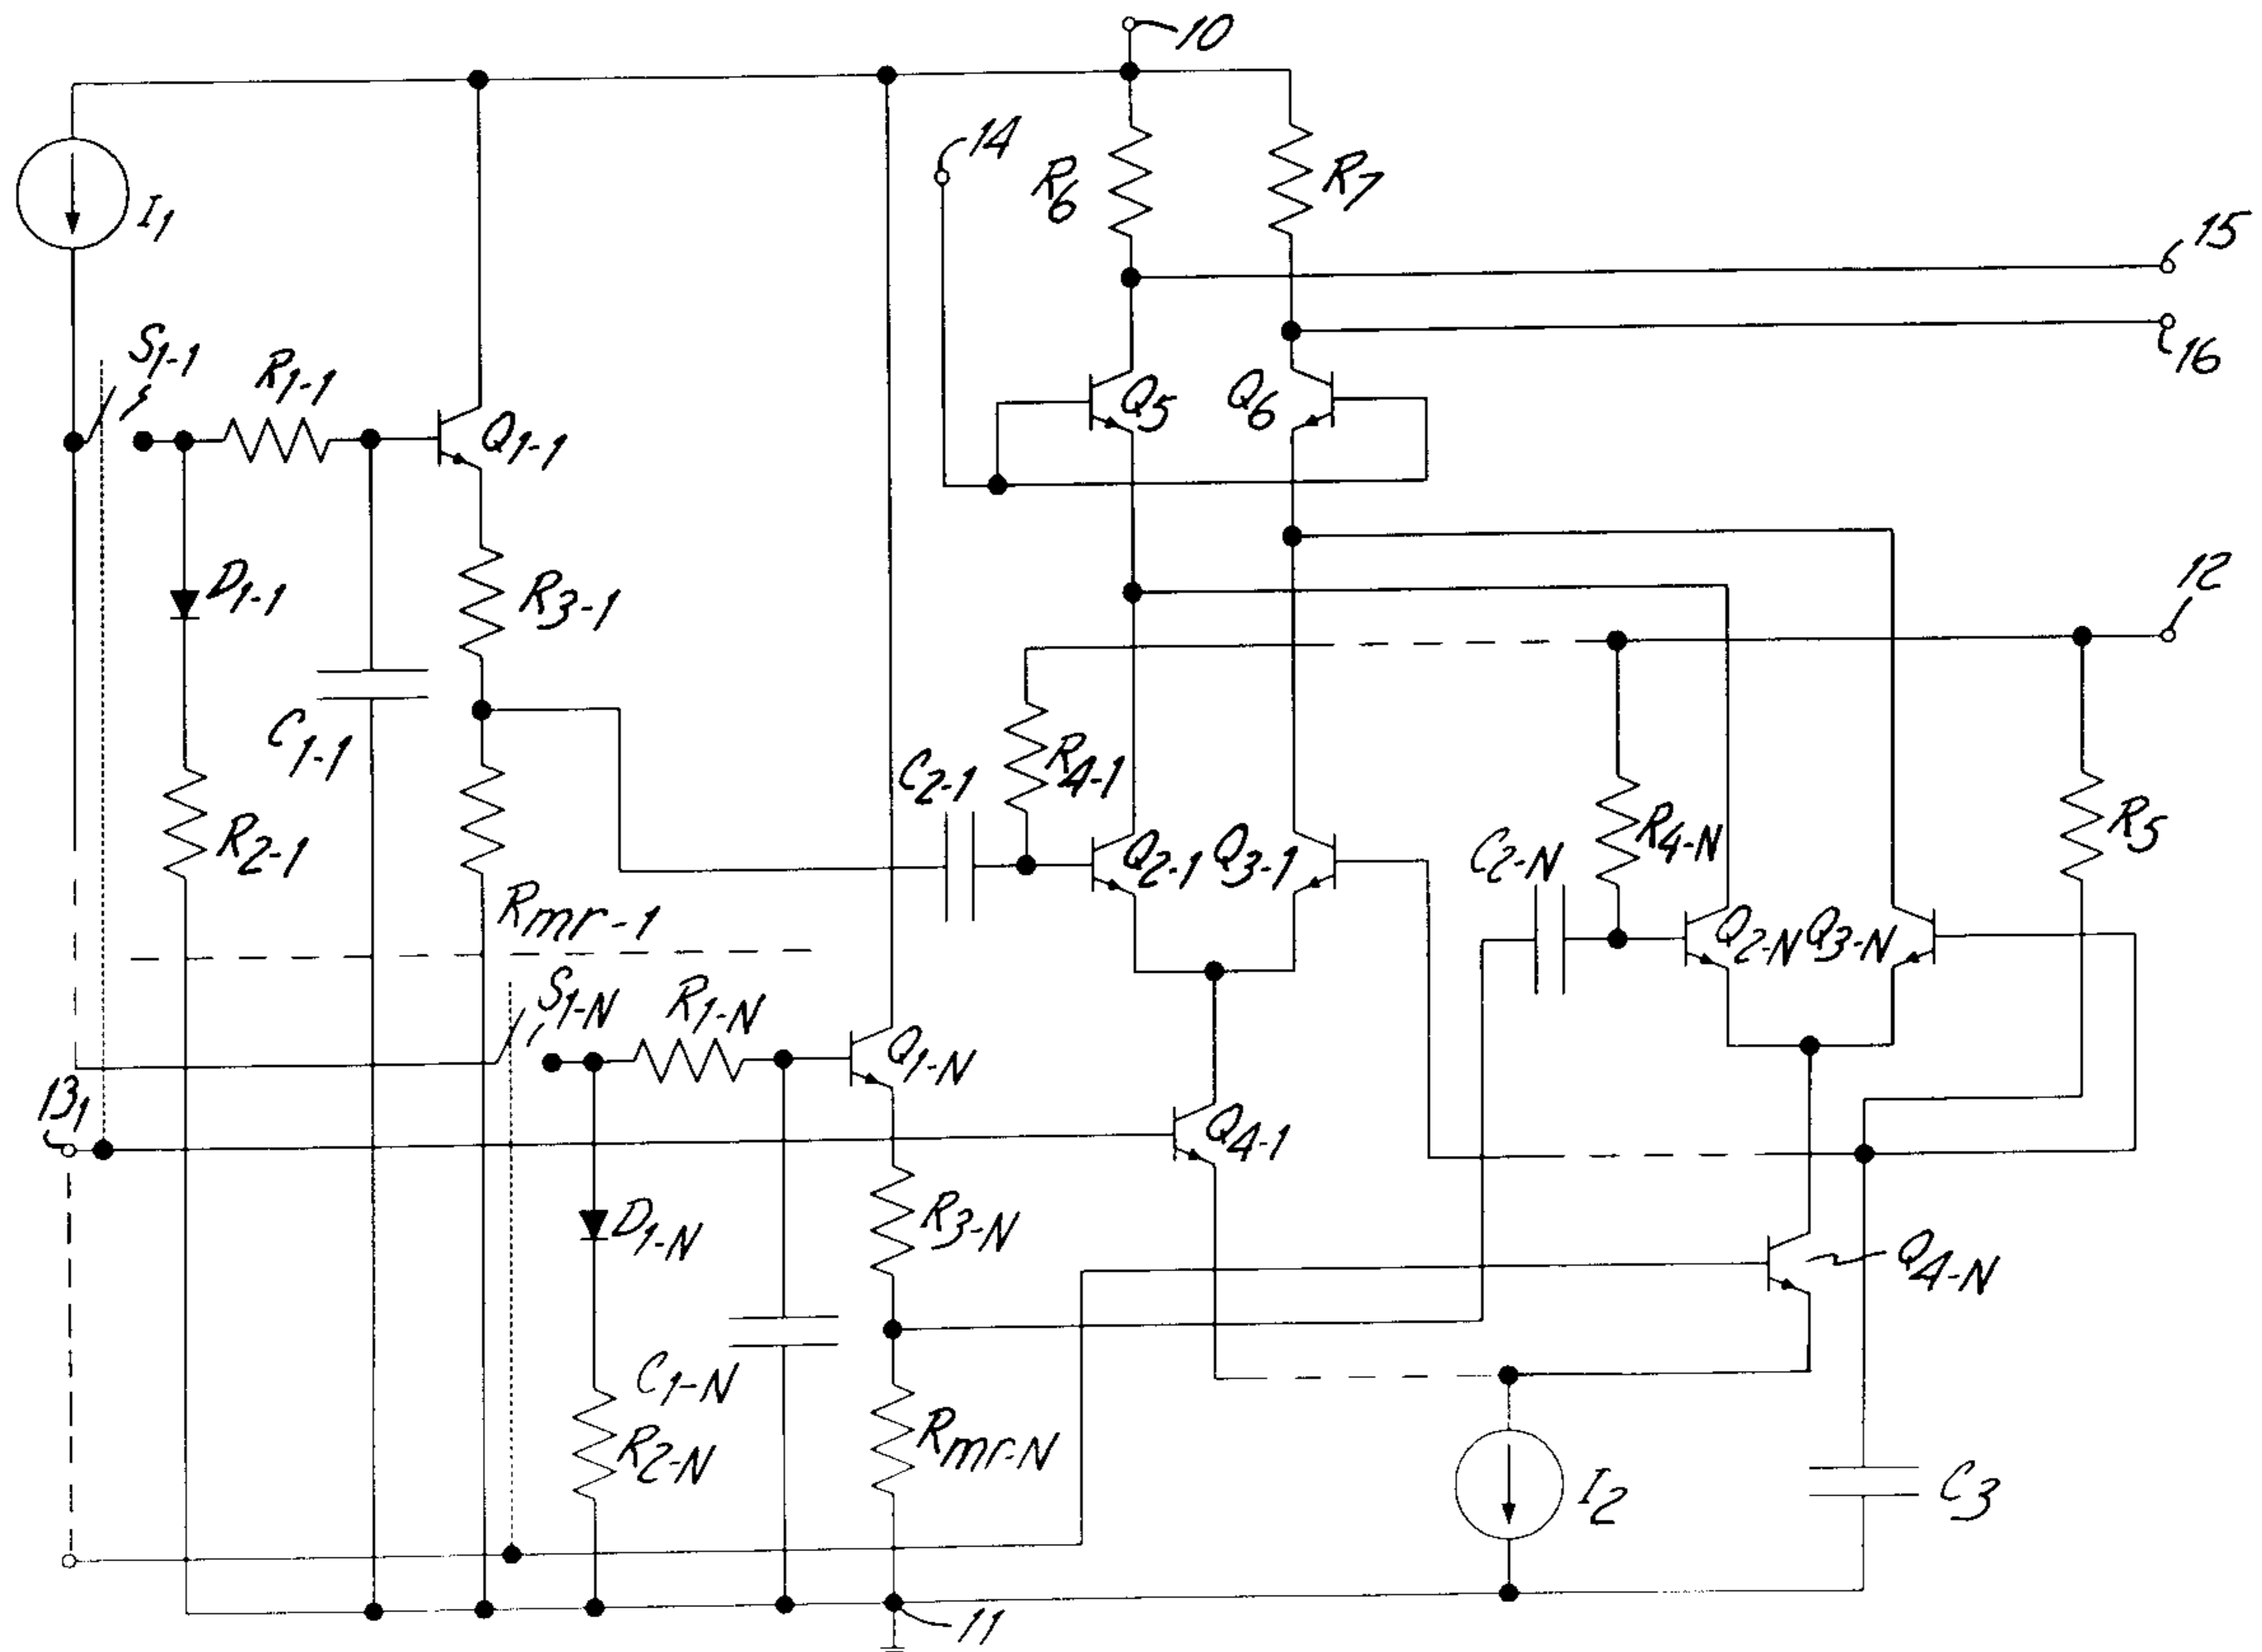 10
14
I1
R6
R7
15
16
S1-1
R1-1
Q1-1
Q5
Q6
12
D1-1
R3-1
C1-1
R2-1
C2-1
R4-1
R4-N
R5
Q2-1
Q3-1
C2-N
Rmr-1
Q2-N
Q3-N
S1-N
R1-N
Q1-N
131
Q4-1
D1-N
R3-N
Q4-N
C1-N
R2-N
Rmr-N
I2
C3
11